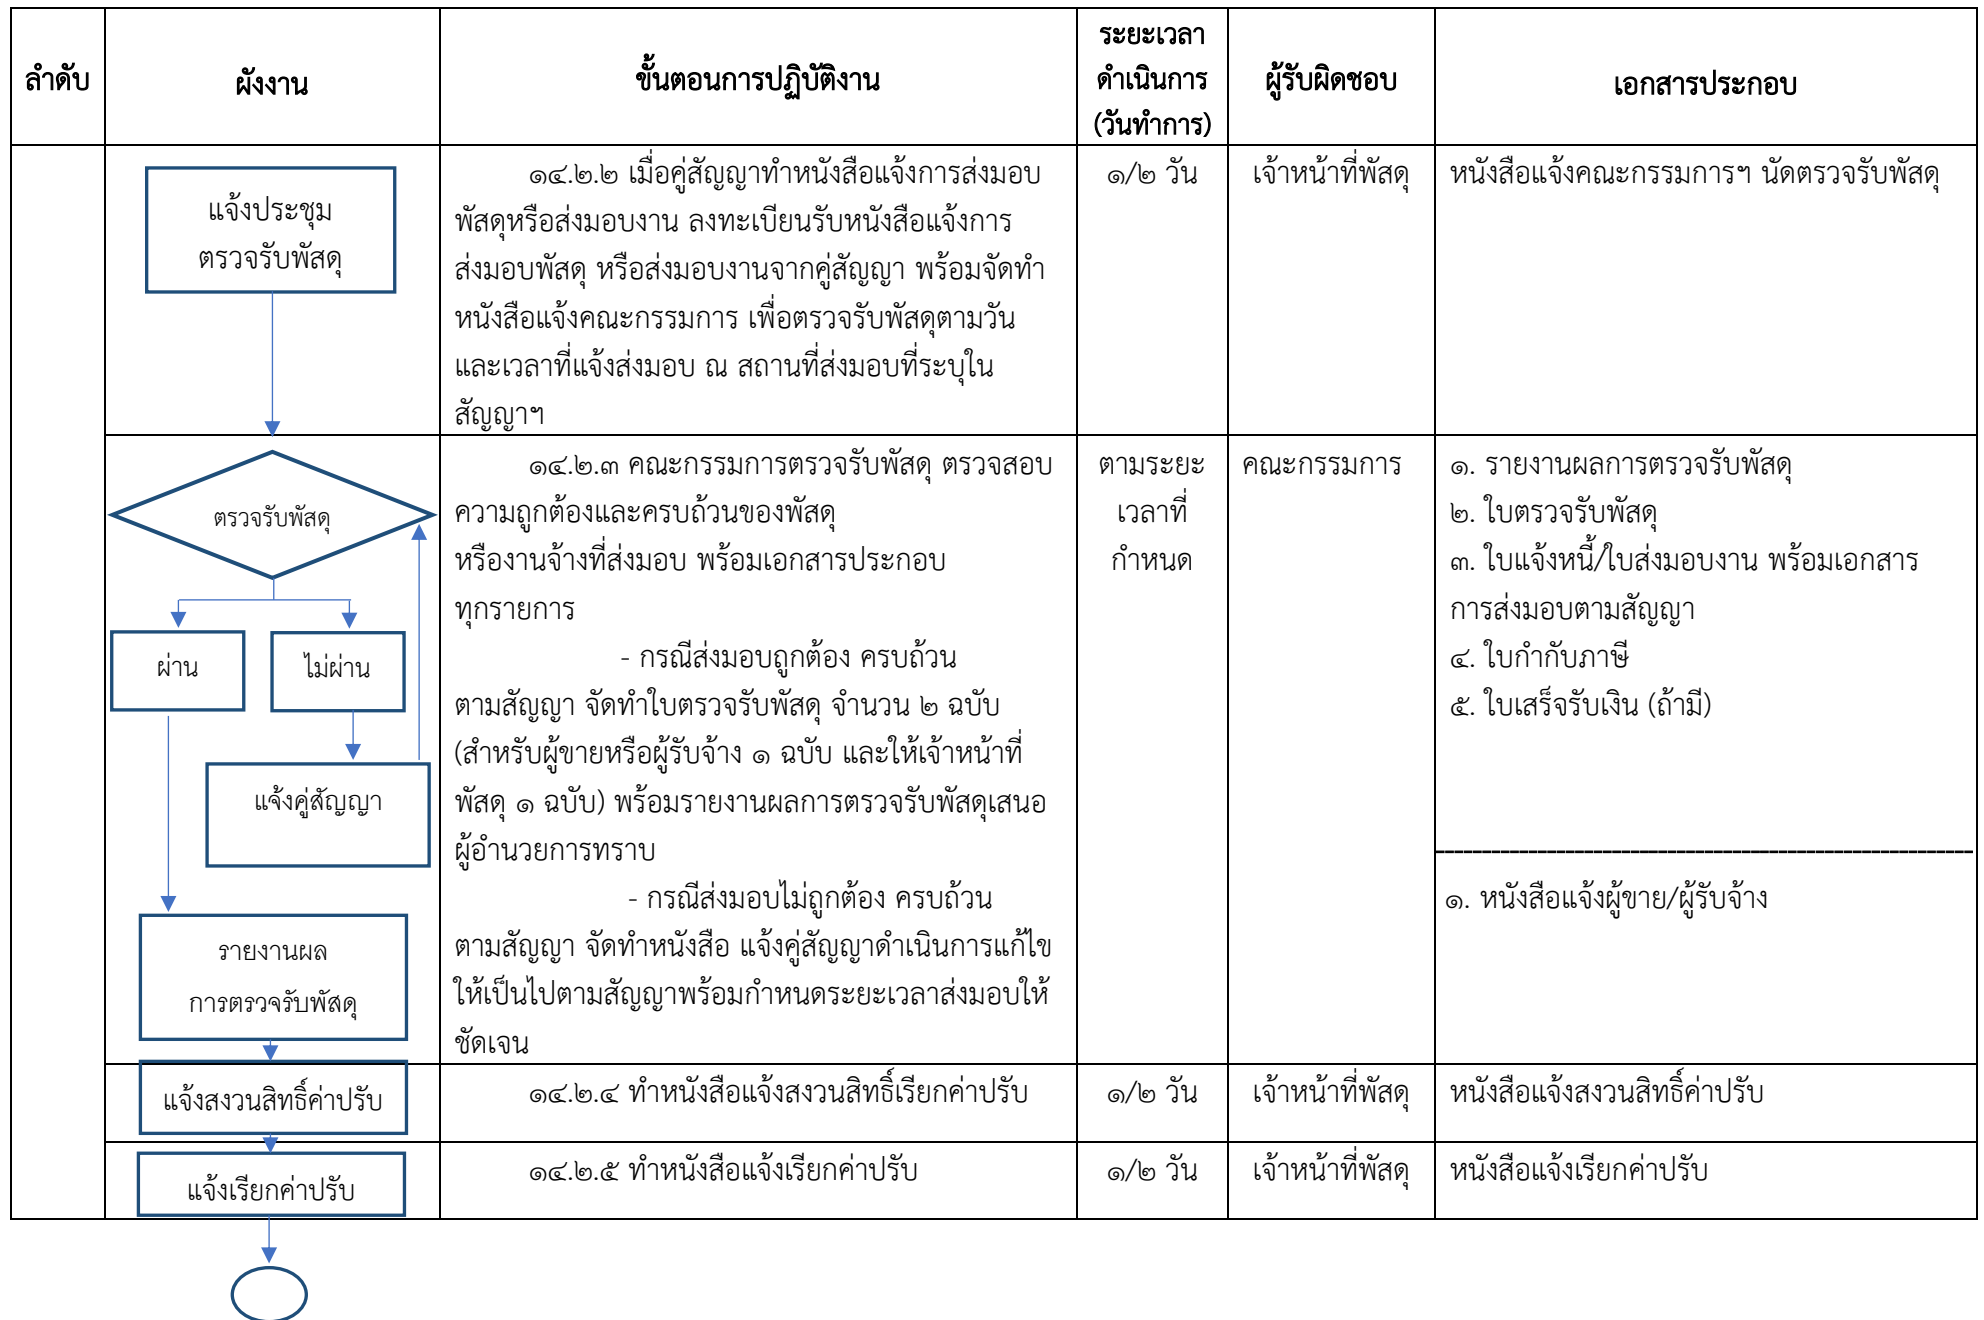 ลำดับ
ผังงาน
ขั้นตอนการปฏิบัติงาน
ระยะเวลา
ดำเนินการ
(วันทำการ)
ผู้รับผิดชอบ
เอกสารประกอบ
แจ้งประชุม
ตรวจรับพัสดุ
๑๔.๒.๒ เมื่อคู่สัญญาทำหนังสือแจ้งการส่งมอบ
พัสดุหรือส่งมอบงาน ลงทะเบียนรับหนังสือแจ้งการ
ส่งมอบพัสดุ หรือส่งมอบงานจากคู่สัญญา พร้อมจัดทำ
หนังสือแจ้งคณะกรรมการ เพื่อตรวจรับพัสดุตามวัน
และเวลาที่แจ้งส่งมอบ ณ สถานที่ส่งมอบที่ระบุใน
สัญญาฯ
๑/๒ วัน
เจ้าหน้าที่พัสดุ
หนังสือแจ้งคณะกรรมการฯ นัดตรวจรับพัสดุ
ตรวจรับพัสดุ
ผ่าน
ไม่ผ่าน
แจ้งคู่สัญญา
รายงานผล
การตรวจรับพัสดุ
๑๔.๒.๓ คณะกรรมการตรวจรับพัสดุ ตรวจสอบ
ความถูกต้องและครบถ้วนของพัสดุ
หรืองานจ้างที่ส่งมอบ พร้อมเอกสารประกอบ
ทุกรายการ
- กรณีส่งมอบถูกต้อง ครบถ้วน
ตามสัญญา จัดทำใบตรวจรับพัสดุ จำนวน ๒ ฉบับ
(สำหรับผู้ขายหรือผู้รับจ้าง ๑ ฉบับ และให้เจ้าหน้าที่
พัสดุ ๑ ฉบับ) พร้อมรายงานผลการตรวจรับพัสดุเสนอ
ผู้อำนวยการทราบ
- กรณีส่งมอบไม่ถูกต้อง ครบถ้วน
ตามสัญญา จัดทำหนังสือ แจ้งคู่สัญญาดำเนินการแก้ไข
ให้เป็นไปตามสัญญาพร้อมกำหนดระยะเวลาส่งมอบให้
ชัดเจน
ตามระยะ
เวลาที่
กำหนด
คณะกรรมการ
๑. รายงานผลการตรวจรับพัสดุ
๒. ใบตรวจรับพัสดุ
๓. ใบแจ้งหนี้/ใบส่งมอบงาน พร้อมเอกสาร
การส่งมอบตามสัญญา
๔. ใบกำกับภาษี
๕. ใบเสร็จรับเงิน (ถ้ามี)
๑. หนังสือแจ้งผู้ขาย/ผู้รับจ้าง
แจ้งสงวนสิทธิ์ค่าปรับ
๑๔.๒.๔ ทำหนังสือแจ้งสงวนสิทธิ์เรียกค่าปรับ
๑/๒ วัน
เจ้าหน้าที่พัสดุ
หนังสือแจ้งสงวนสิทธิ์ค่าปรับ
แจ้งเรียกค่าปรับ
๑๔.๒.๕ ทำหนังสือแจ้งเรียกค่าปรับ
๑/๒ วัน
เจ้าหน้าที่พัสดุ
หนังสือแจ้งเรียกค่าปรับ